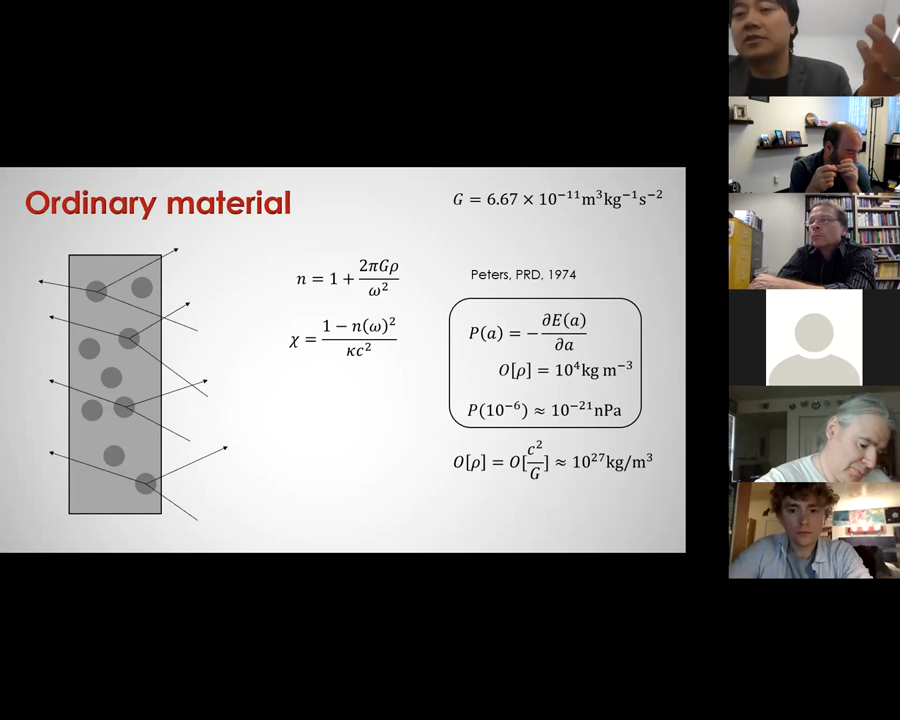 Ordinary material
G = 6.67 × 10⁻¹¹m³kg⁻¹s⁻²
n = 1 + 2πGρ/ω²
χ = (1 − n(ω)²)/(κc²)
Peters, PRD, 1974
P(a) = −∂E(a)/∂a
O[ρ] = 10⁴kg m⁻³
P(10⁻⁶) ≈ 10⁻²¹nPa
O[ρ] = O[c²/G] ≈ 10²⁷kg/m³